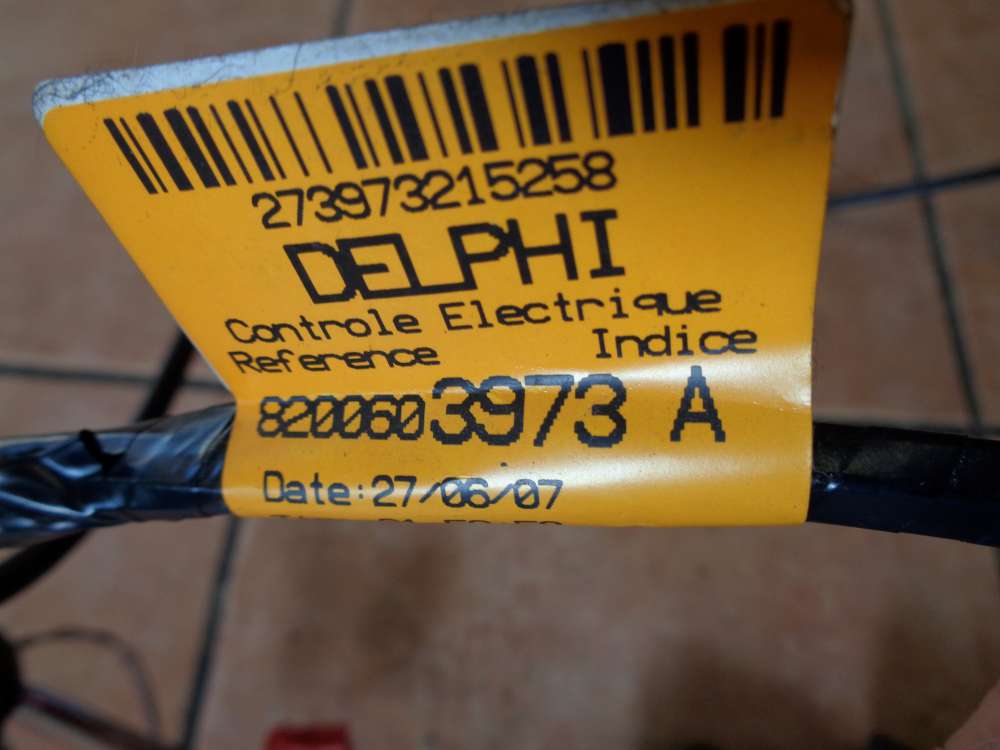 273973215258
DELPHI
Controle Electrique
Reference Indice
8200603973 A
Date:27/06/07